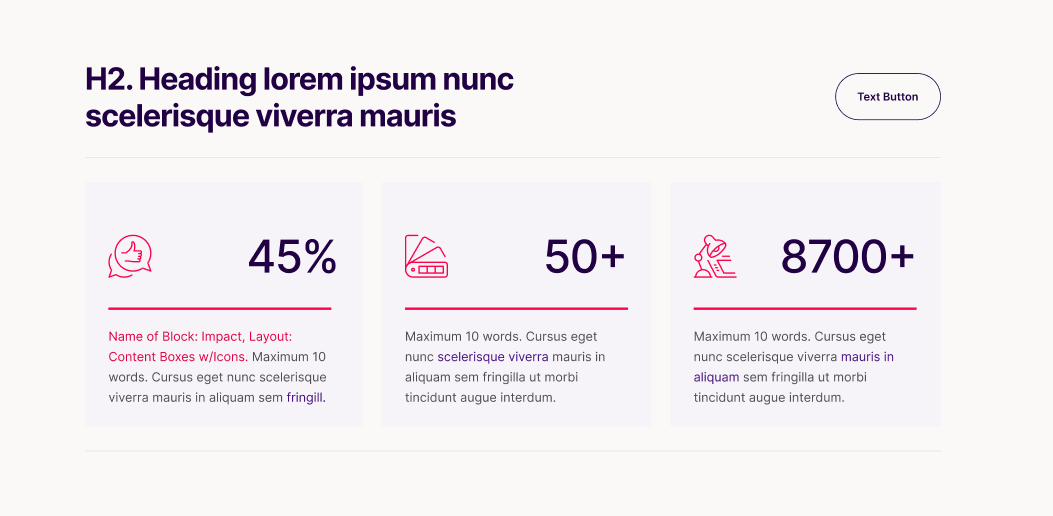 H2. Heading lorem ipsum nunc
scelerisque viverra mauris
Text Button
45%
Name of Block: Impact, Layout:
Content Boxes w/Icons. Maximum 10
words. Cursus eget nunc scelerisque
viverra mauris in aliquam sem fringill.
50+
Maximum 10 words. Cursus eget
nunc scelerisque viverra mauris in
aliquam sem fringilla ut morbi
tincidunt augue interdum.
8700+
Maximum 10 words. Cursus eget
nunc scelerisque viverra mauris in
aliquam sem fringilla ut morbi
tincidunt augue interdum.